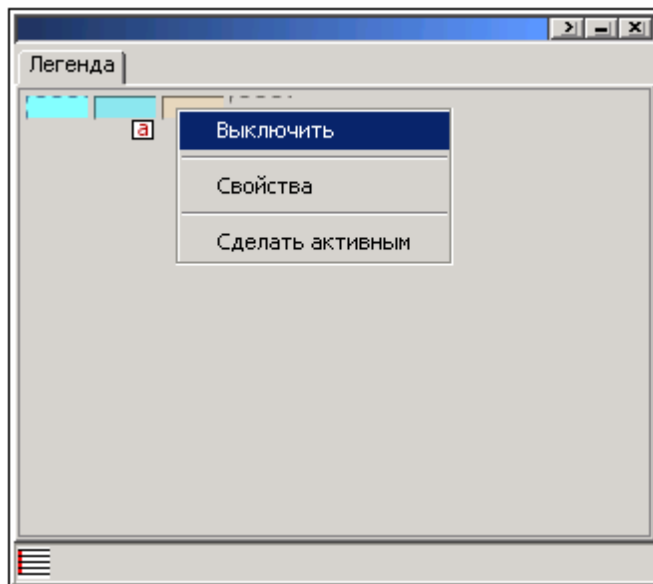 Легенда
a
Выключить
Свойства
Сделать активным